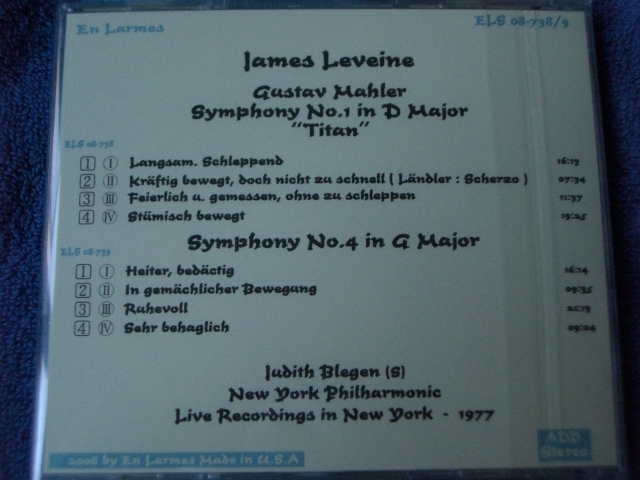 En Larmes
ELS 08-738/9
James Leveine
Gustav Mahler
Symphony No.1 in D Major
"Titan"
ELS 08-738
1 I Langsam. Schleppend 16:13
2 II Kräftig bewegt, doch nicht zu schnell ( Ländler : Scherzo ) 07:34
3 III Feierlich u. gemessen, ohne zu schleppen 11:37
4 IV Stümisch bewegt 19:25
Symphony No.4 in G Major
ELS 08-739
1 I Heiter, bedäctig 16:14
2 II In gemächlicher Bewegung 09:35
3 III Ruhevoll 21:13
4 IV Sehr behaglich 09:04
Judith Blegen (S)
New York Philharmonic
Live Recordings in New York - 1977
2008 by En Larmes Made in U.S.A
ADD
Stereo